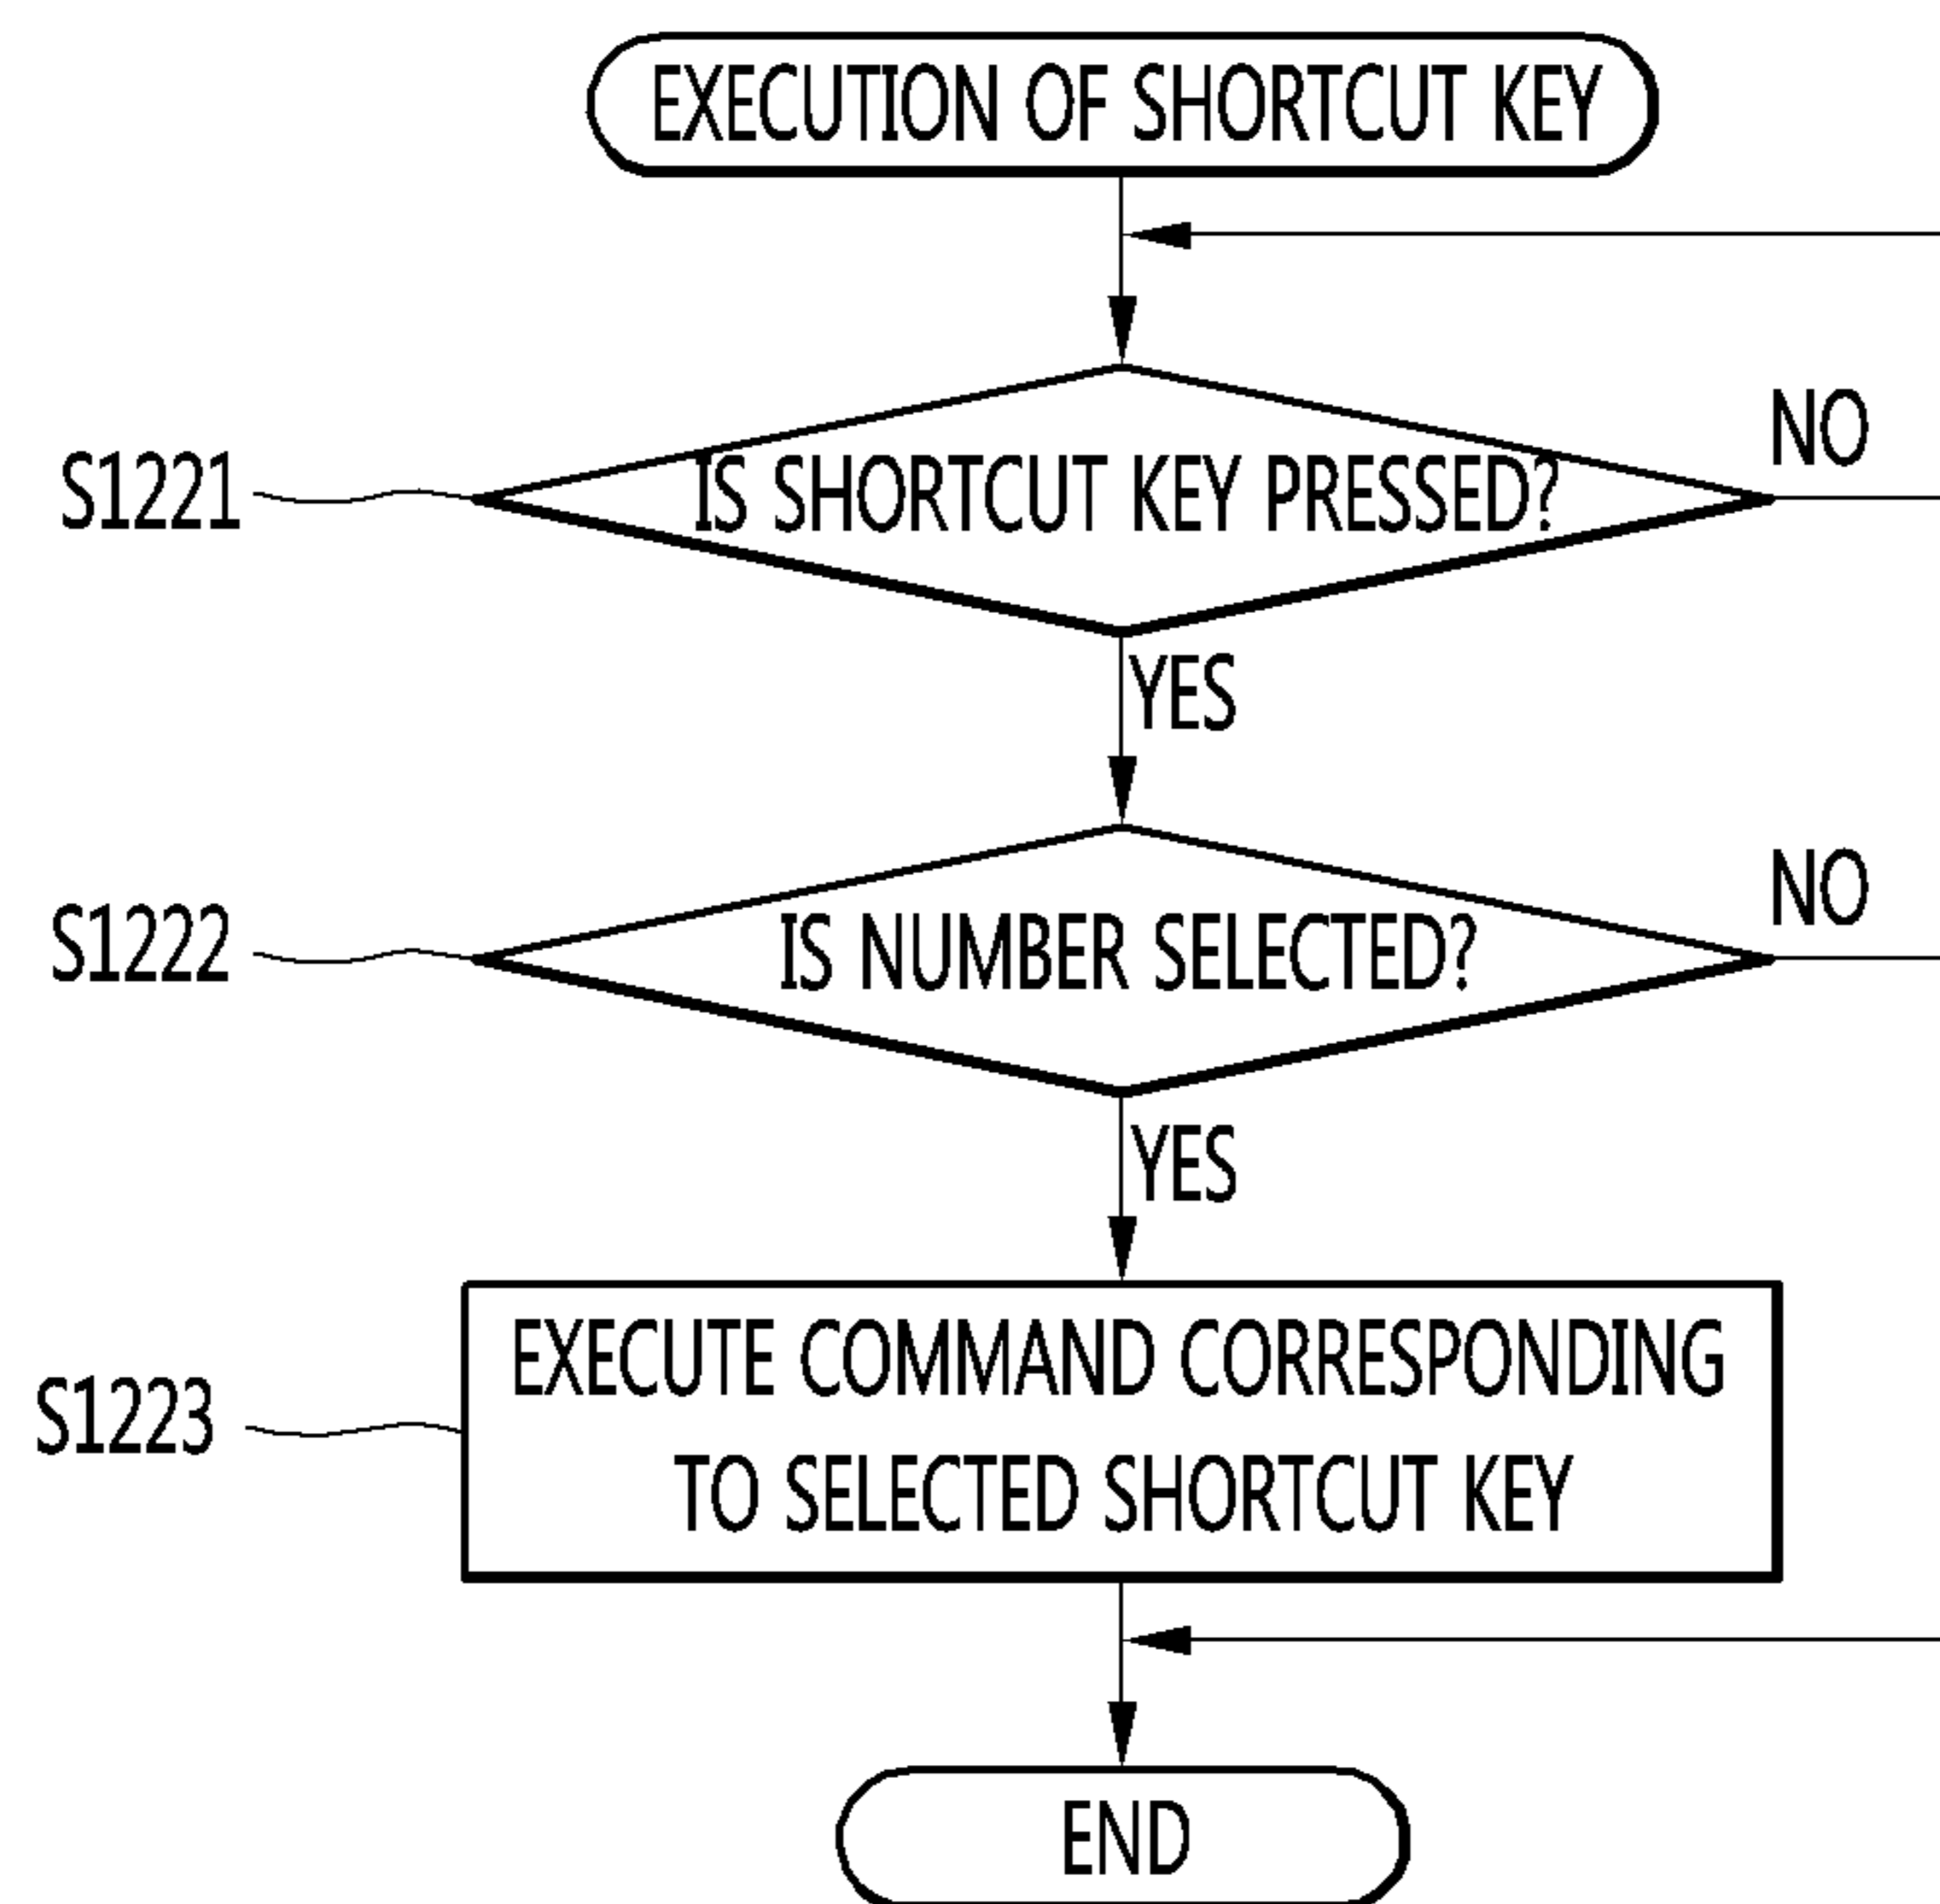 EXECUTION OF SHORTCUT KEY
NO
S1221
IS SHORTCUT KEY PRESSED?
YES
NO
S1222
IS NUMBER SELECTED?
YES
S1223
EXECUTE COMMAND CORRESPONDING
TO SELECTED SHORTCUT KEY
END